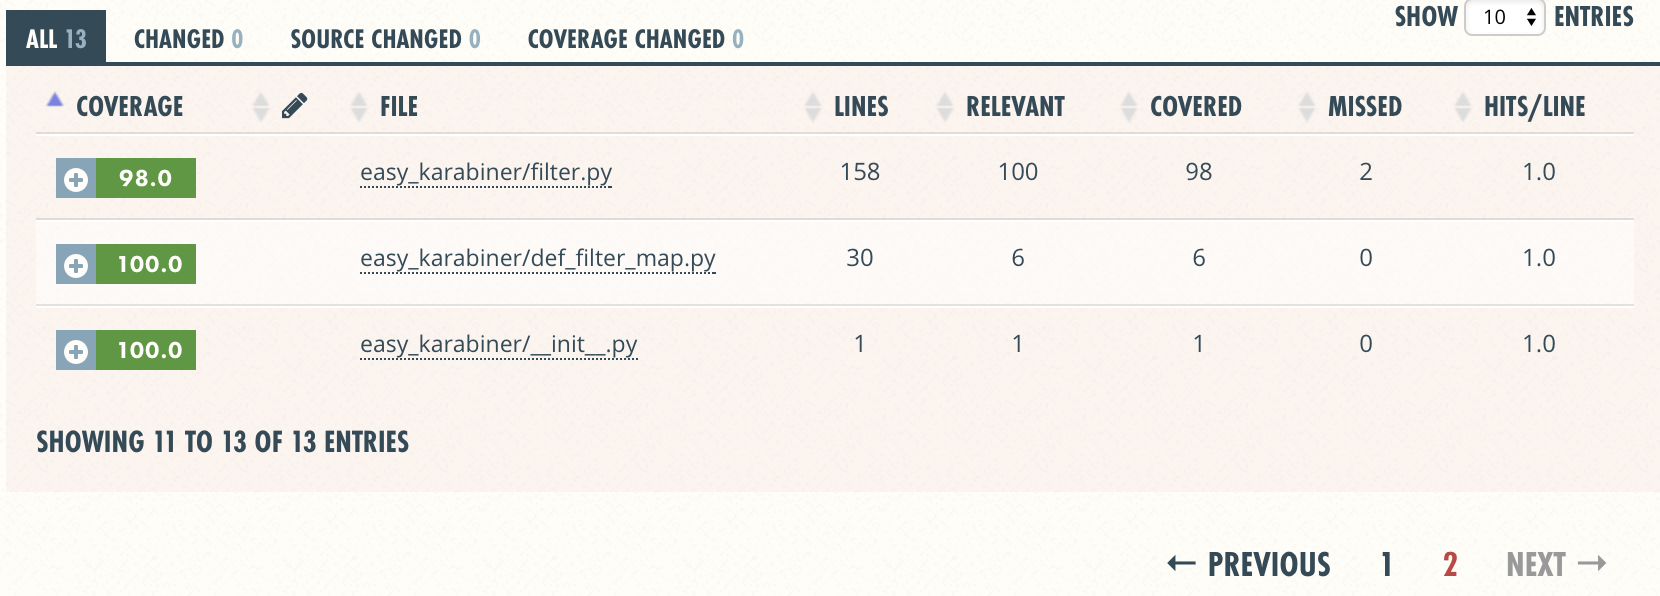 SHOW 10 ENTRIES
ALL 13 CHANGED 0 SOURCE CHANGED 0 COVERAGE CHANGED 0
COVERAGE FILE LINES RELEVANT COVERED MISSED HITS/LINE
98.0 easy_karabiner/filter.py 158 100 98 2 1.0
100.0 easy_karabiner/def_filter_map.py 30 6 6 0 1.0
100.0 easy_karabiner/__init__.py 1 1 1 0 1.0
SHOWING 11 TO 13 OF 13 ENTRIES
← PREVIOUS 1 2 NEXT →